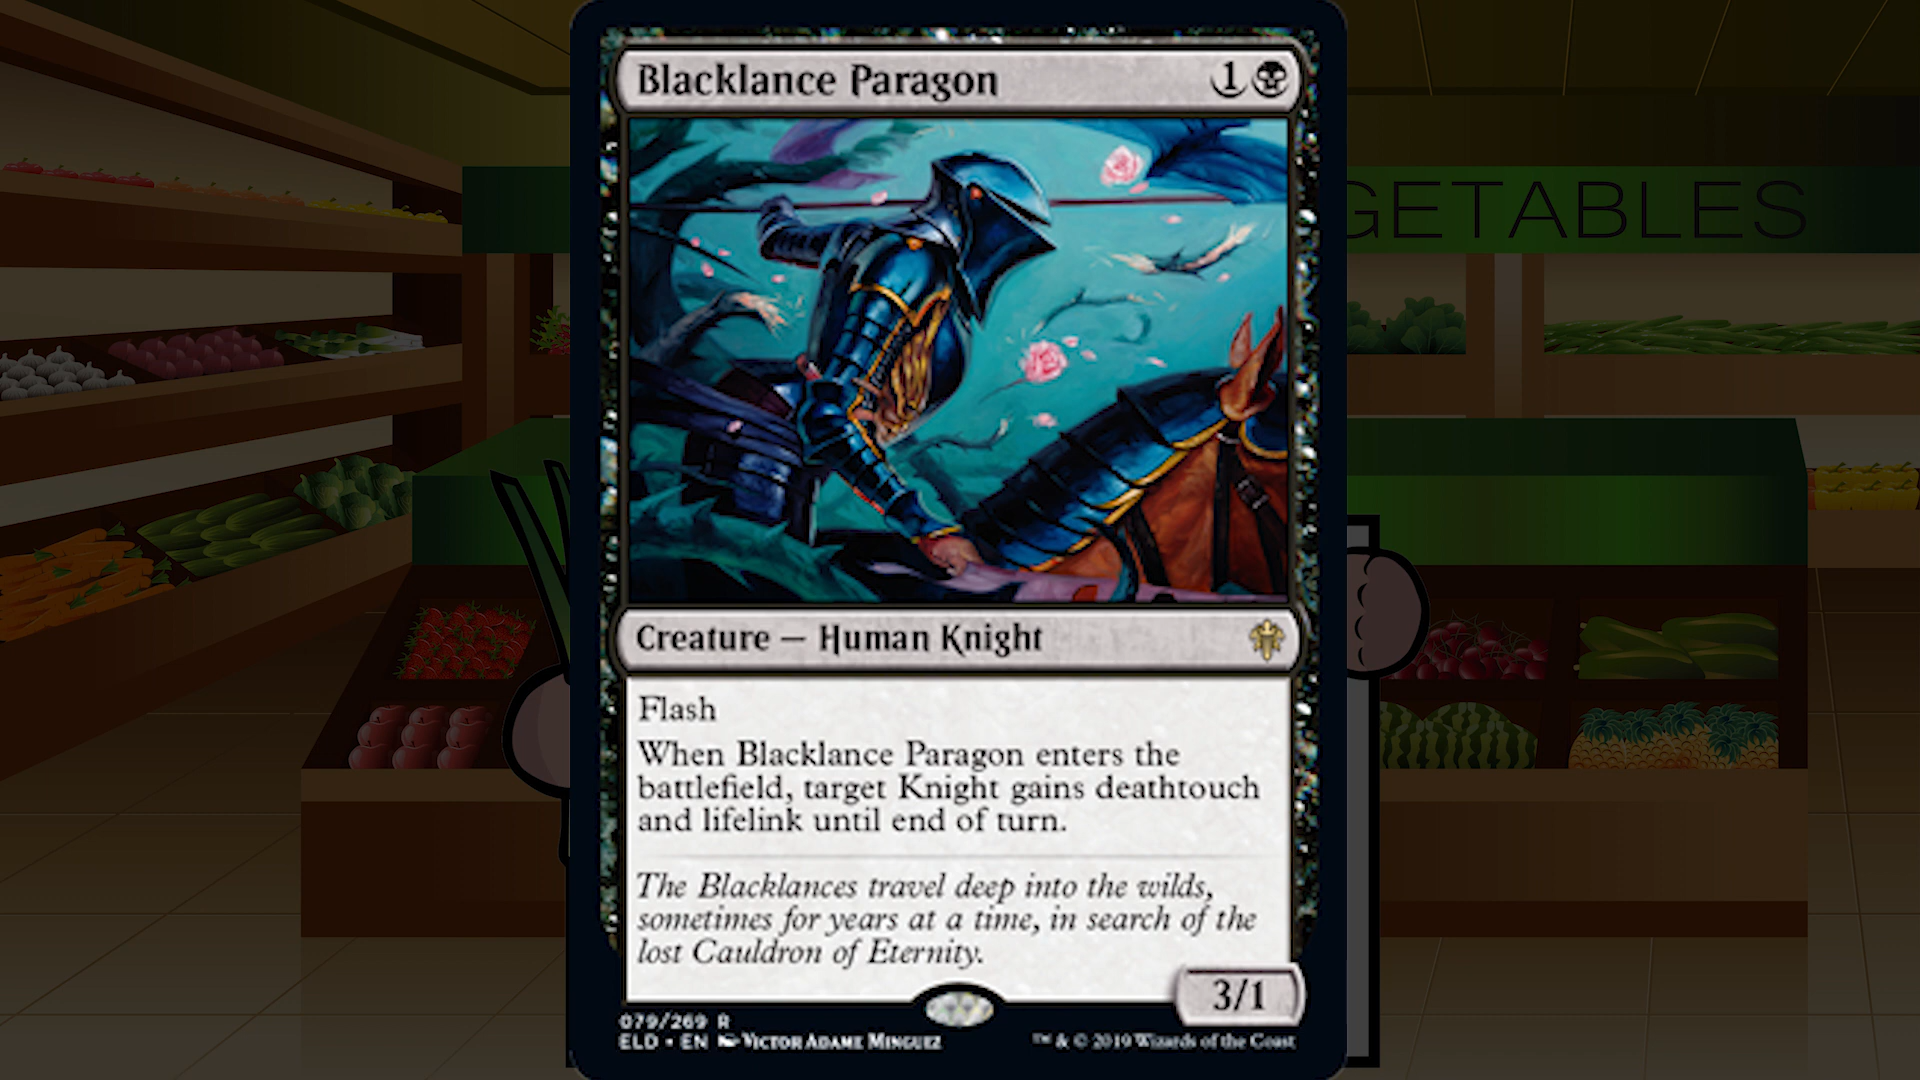 Blacklance Paragon 1
GETABLES
Creature — Human Knight
Flash
When Blacklance Paragon enters the
battlefield, target Knight gains deathtouch
and lifelink until end of turn.
The Blacklances travel deep into the wilds,
sometimes for years at a time, in search of the
lost Cauldron of Eternity.
3/1
079/269 R
ELD • EN Victor Adame Minguez
™ & © 2019 Wizards of the Coast